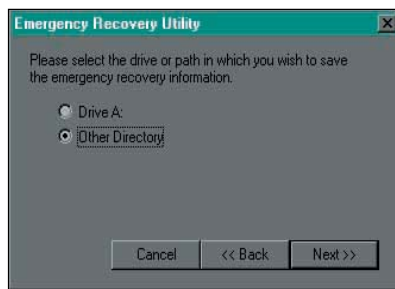 Emergency Recovery Utility
Please select the drive or path in which you wish to save
the emergency recovery information.
Drive A:
Other Directory
Cancel
<< Back
Next >>